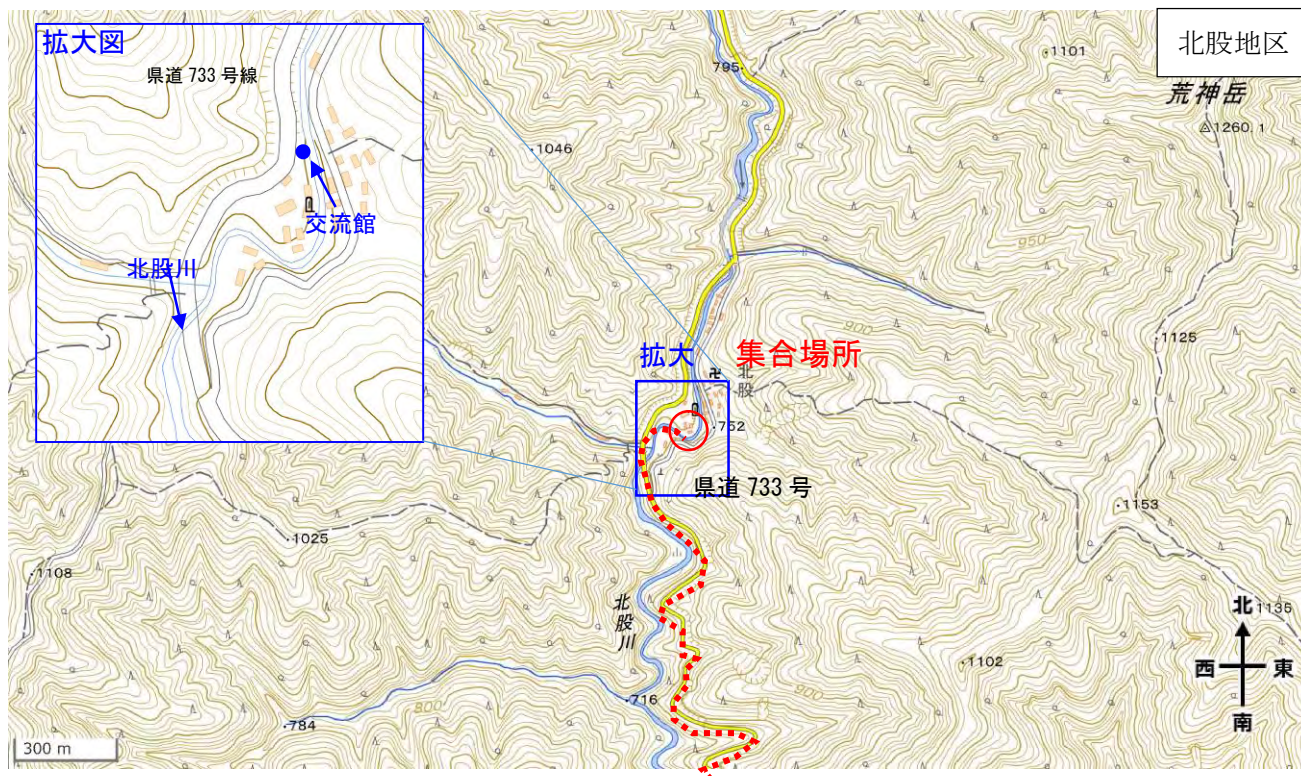 拡大図
県道 733 号線
交流館
北股川
北股地区
荒神岳
1260.1
1101
795
1046
950
900
1125
拡大
集合場所
北股
752
県道 733 号
1153
1025
1108
北股川
1135
1102
900
716
800
784
北
西
東
南
300 m